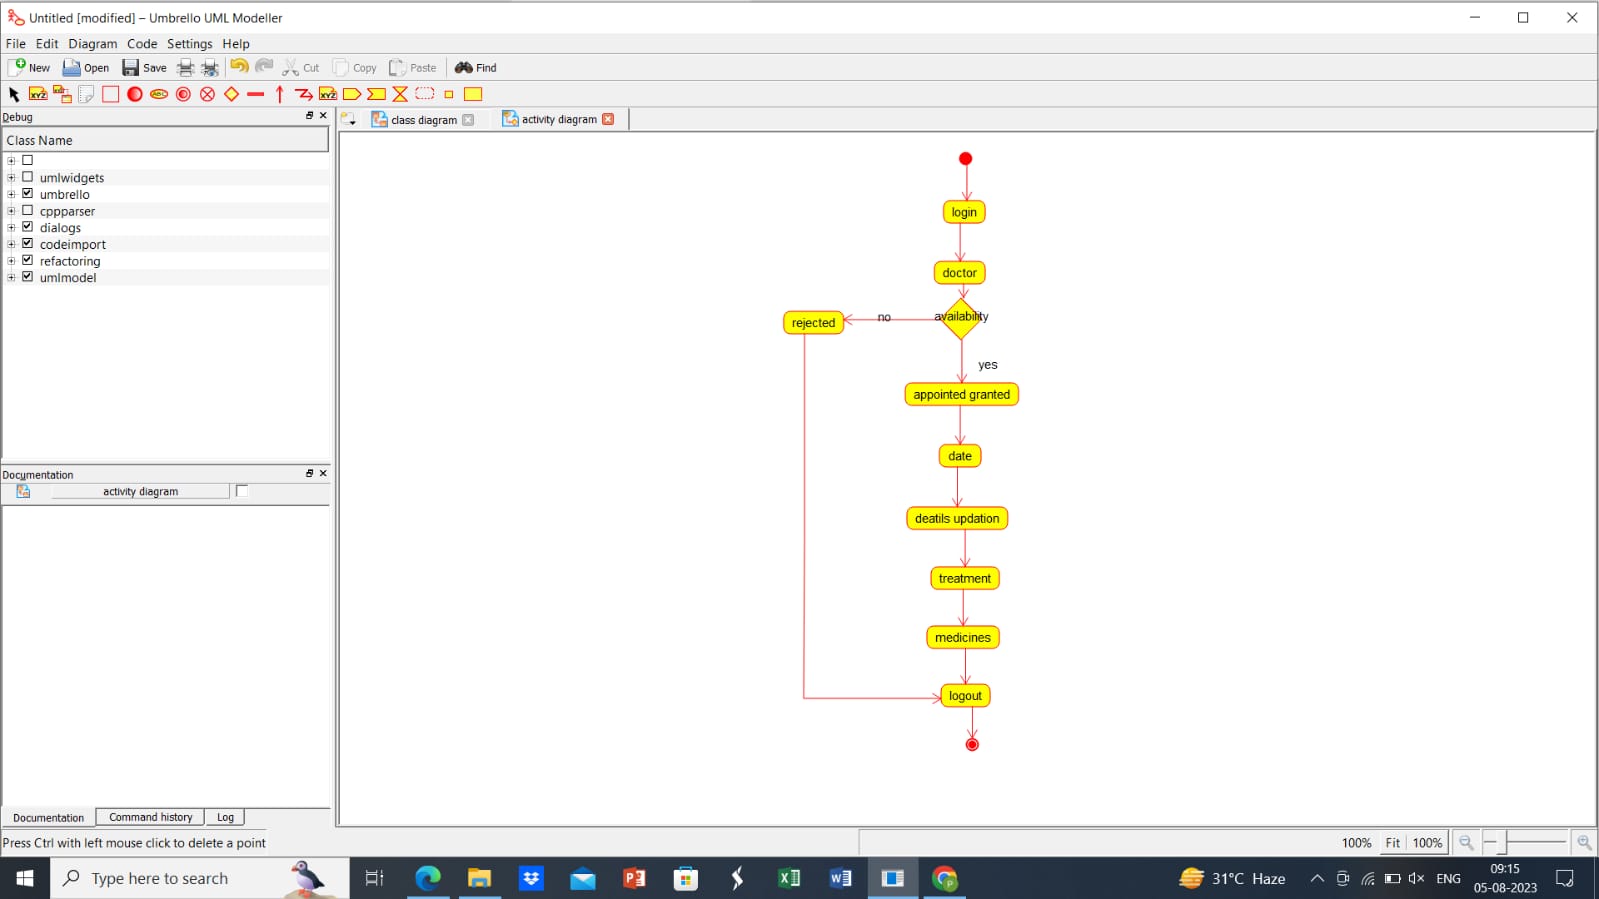 Untitled [modified] – Umbrello UML Modeller
File Edit Diagram Code Settings Help
New Open Save Cut Copy Paste Find
XYZ ABC XYZ
Debug
class diagram activity diagram
Class Name
umlwidgets
umbrello
cppparser
dialogs
codeimport
refactoring
umlmodel
login
doctor
availability
no
rejected
yes
appointed granted
date
deatils updation
treatment
medicines
logout
Documentation
activity diagram
Documentation Command history Log
Press Ctrl with left mouse click to delete a point
100% Fit 100%
Type here to search
31°C Haze
ENG
09:15
05-08-2023